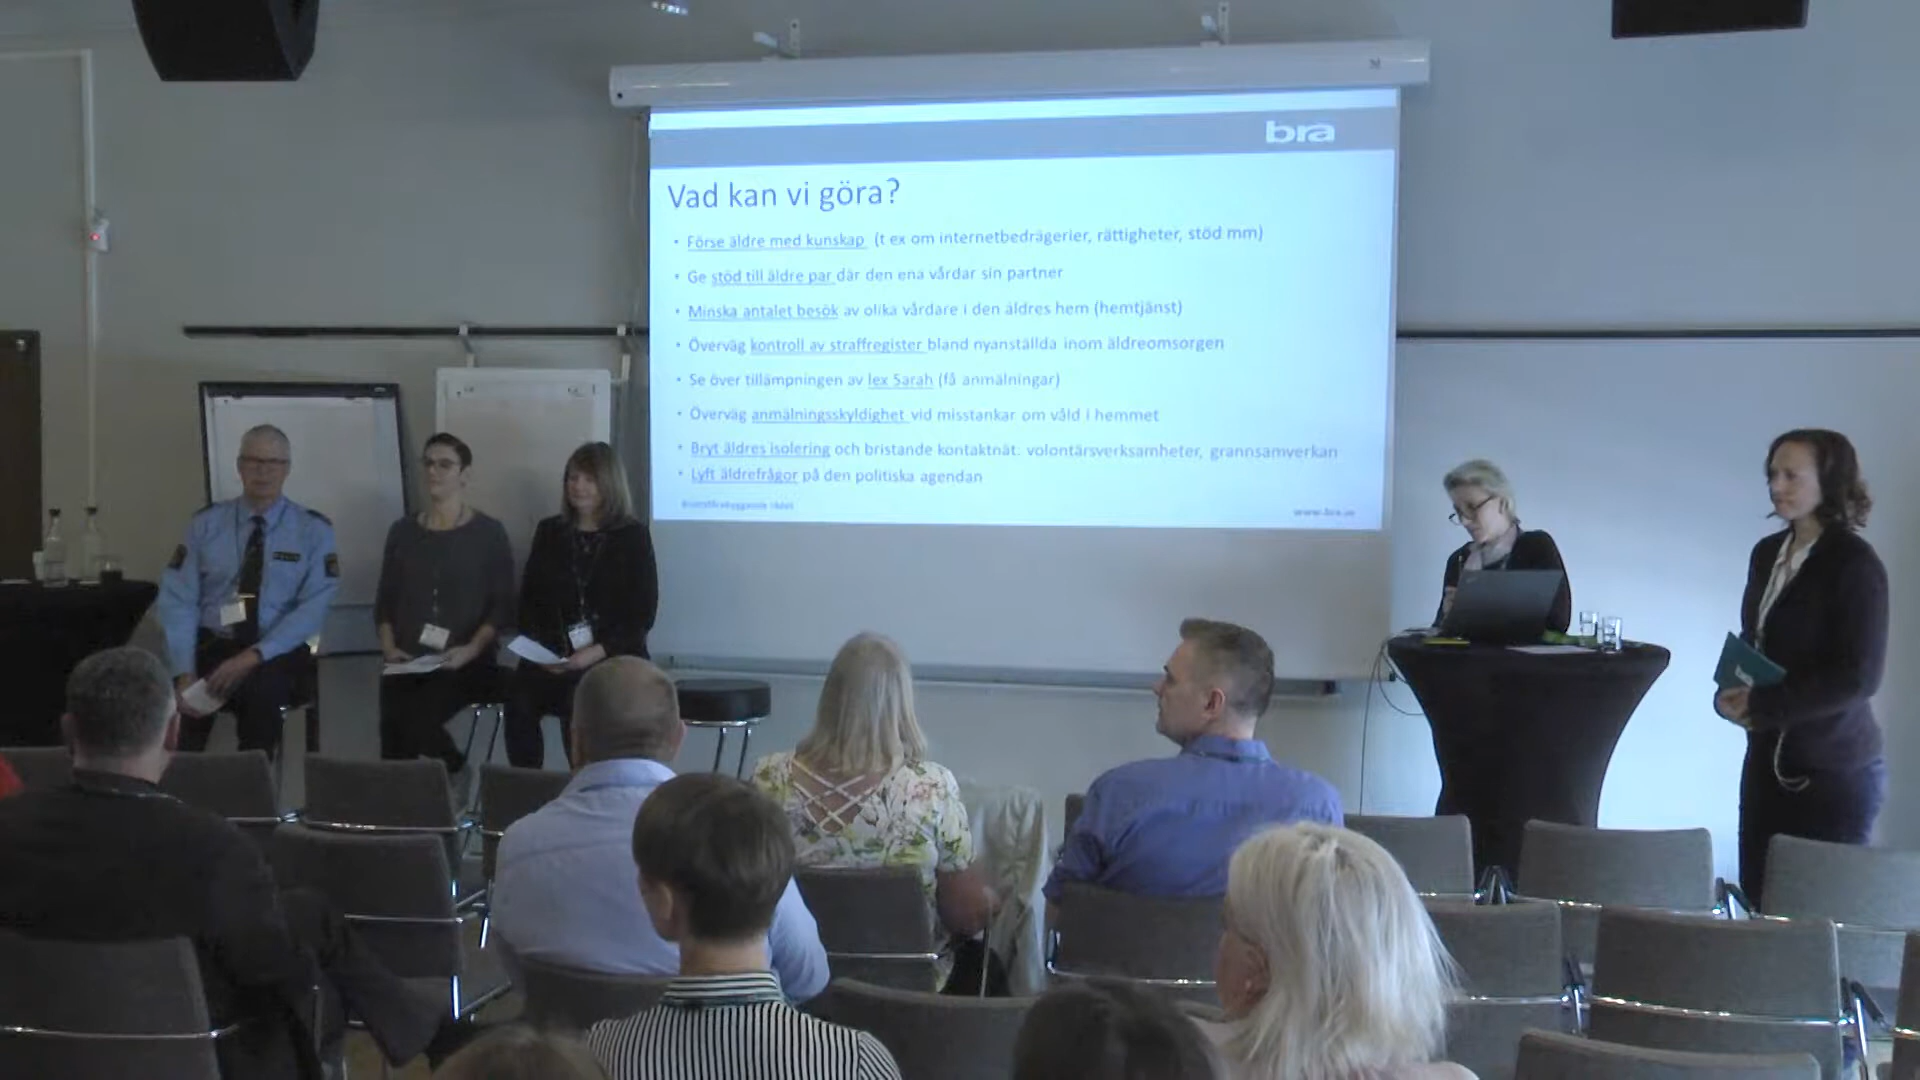 bra
Vad kan vi göra?
• Förse äldre med kunskap (t ex om internetbedrägerier, rättigheter, stöd mm)
• Ge stöd till äldre par där den ena vårdar sin partner
• Minska antalet besök av olika vårdare i den äldres hem (hemtjänst)
• Överväg kontroll av straffregister bland nyanställda inom äldreomsorgen
• Se över tillämpningen av lex Sarah (få anmälningar)
• Överväg anmälningsskyldighet vid misstankar om våld i hemmet
• Bryt äldres isolering och bristande kontaktnät: volontärsverksamheter, grannsamverkan
• Lyft äldrefrågor på den politiska agendan
Brottsförebyggande rådet
www.bra.se